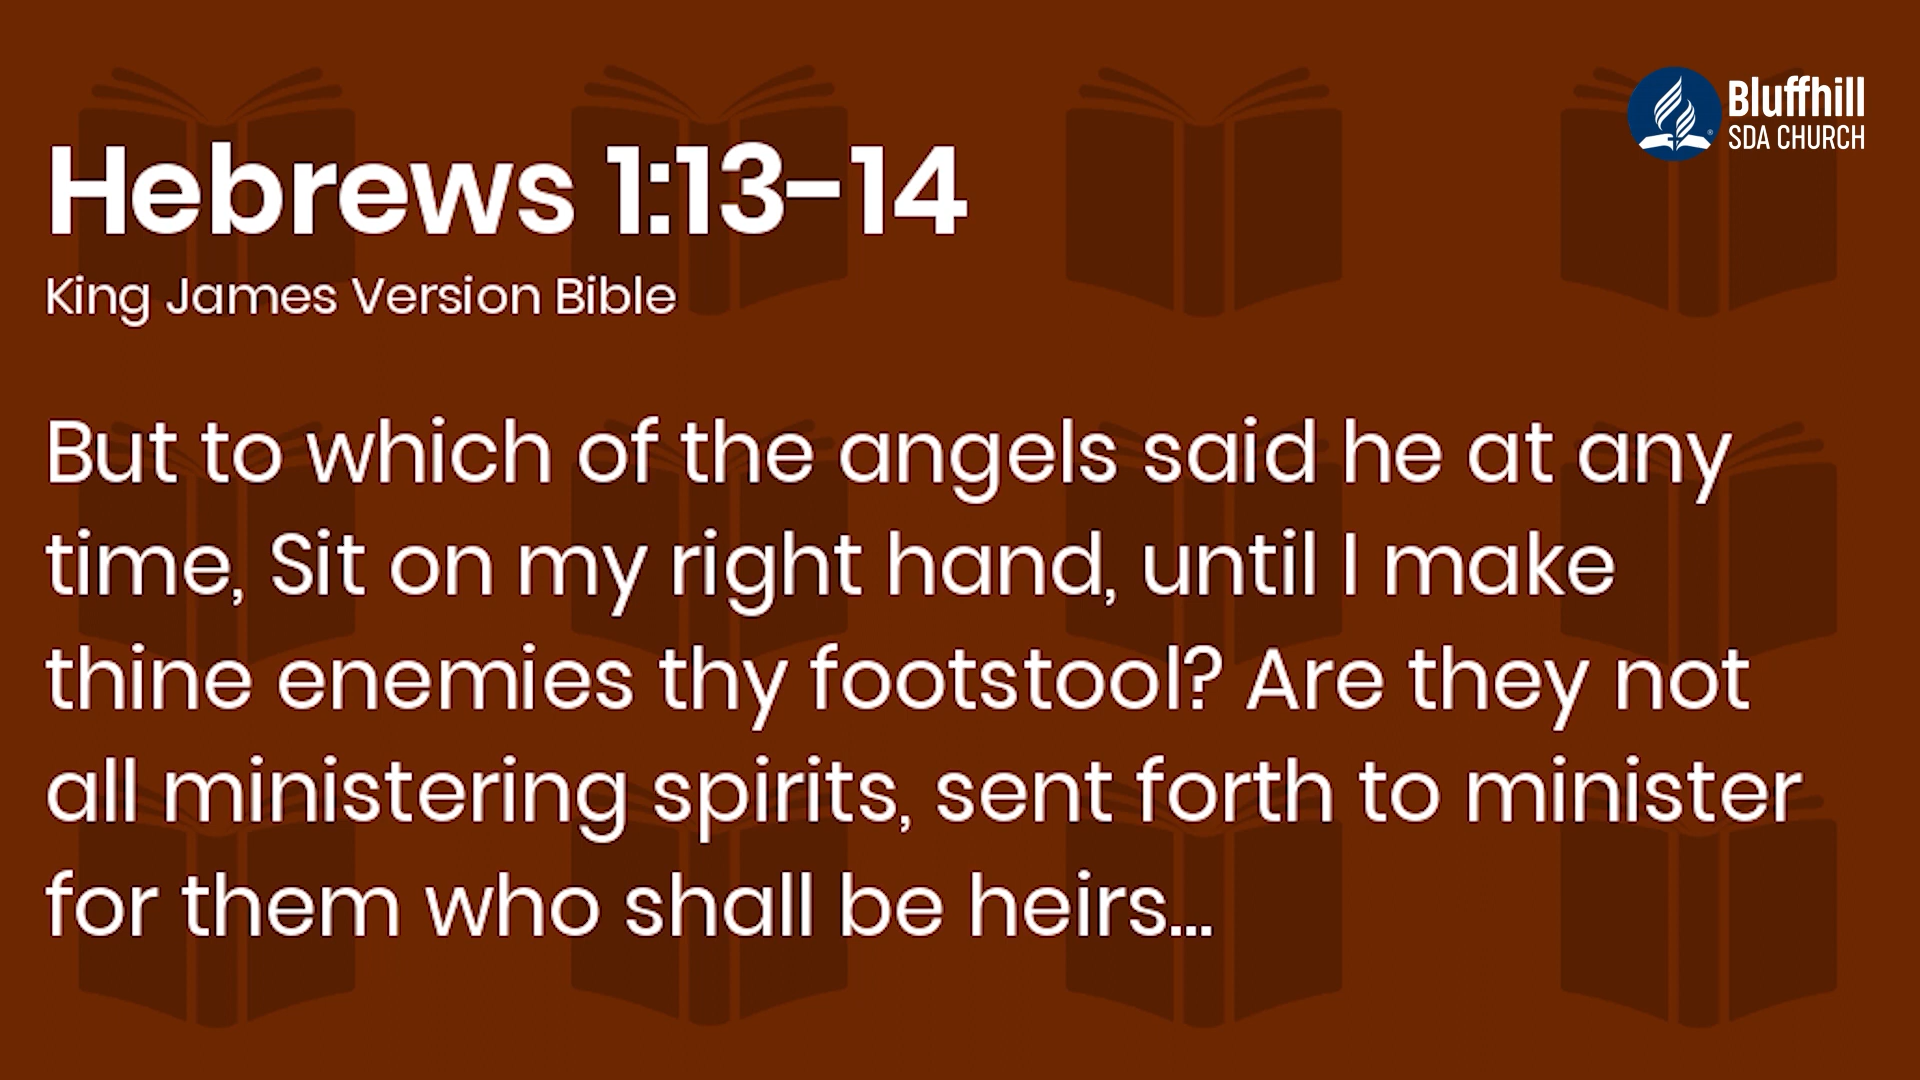 Bluffhill
SDA CHURCH
Hebrews 1:13-14
King James Version Bible
But to which of the angels said he at any
time, Sit on my right hand, until I make
thine enemies thy footstool? Are they not
all ministering spirits, sent forth to minister
for them who shall be heirs...